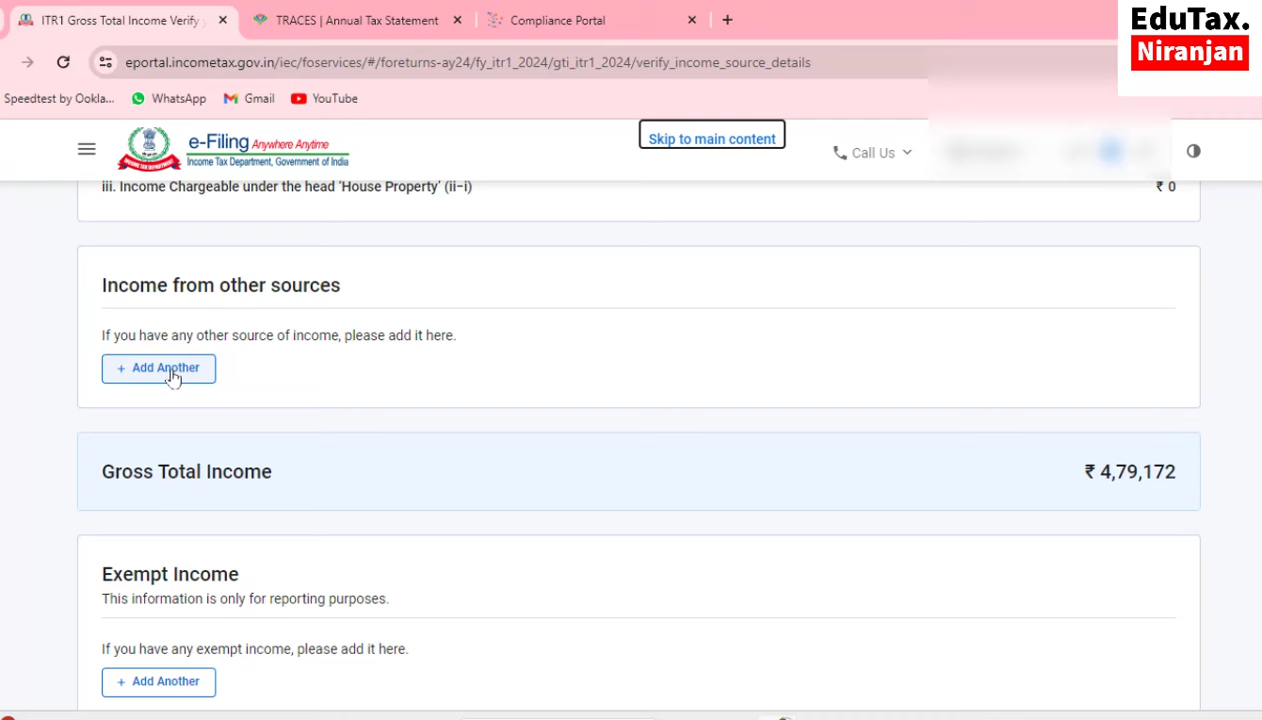 ITR1 Gross Total Income Verify
TRACES | Annual Tax Statement
Compliance Portal
EduTax.
Niranjan
eportal.incometax.gov.in/iec/foservices/#/foreturns-ay24/fy_itr1_2024/gti_itr1_2024/verify_income_source_details
Speedtest by Ookla...
WhatsApp
Gmail
YouTube
e-Filing Anywhere Anytime
Income Tax Department, Government of India
Skip to main content
Call Us
iii. Income Chargeable under the head 'House Property' (ii-i)
₹ 0
Income from other sources
If you have any other source of income, please add it here.
+ Add Another
Gross Total Income
₹ 4,79,172
Exempt Income
This information is only for reporting purposes.
If you have any exempt income, please add it here.
+ Add Another